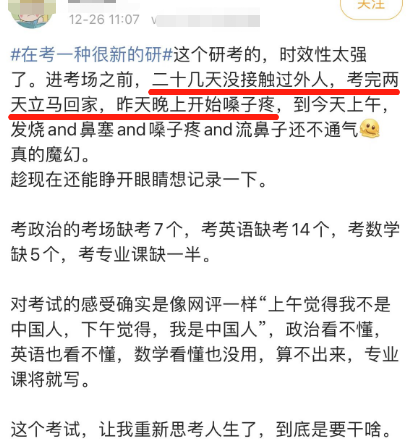 关注
12-26 11:07
#在考一种很新的研#这个研考的，时效性太强
了。进考场之前，二十几天没接触过外人，考完两
天立马回家，昨天晚上开始嗓子疼，到今天上午，
发烧and鼻塞and嗓子疼and流鼻子还不通气🫠
真的魔幻。
趁现在还能睁开眼睛想记录一下。
考政治的考场缺考7个，考英语缺考14个，考数学
缺5个，考专业课缺一半。
对考试的感受确实是像网评一样“上午觉得我不是
中国人，下午觉得，我是中国人”，政治看不懂，
英语也看不懂，数学看懂也没用，算不出来，专业
课将就写。
这个考试，让我重新思考人生了，到底是要干啥。